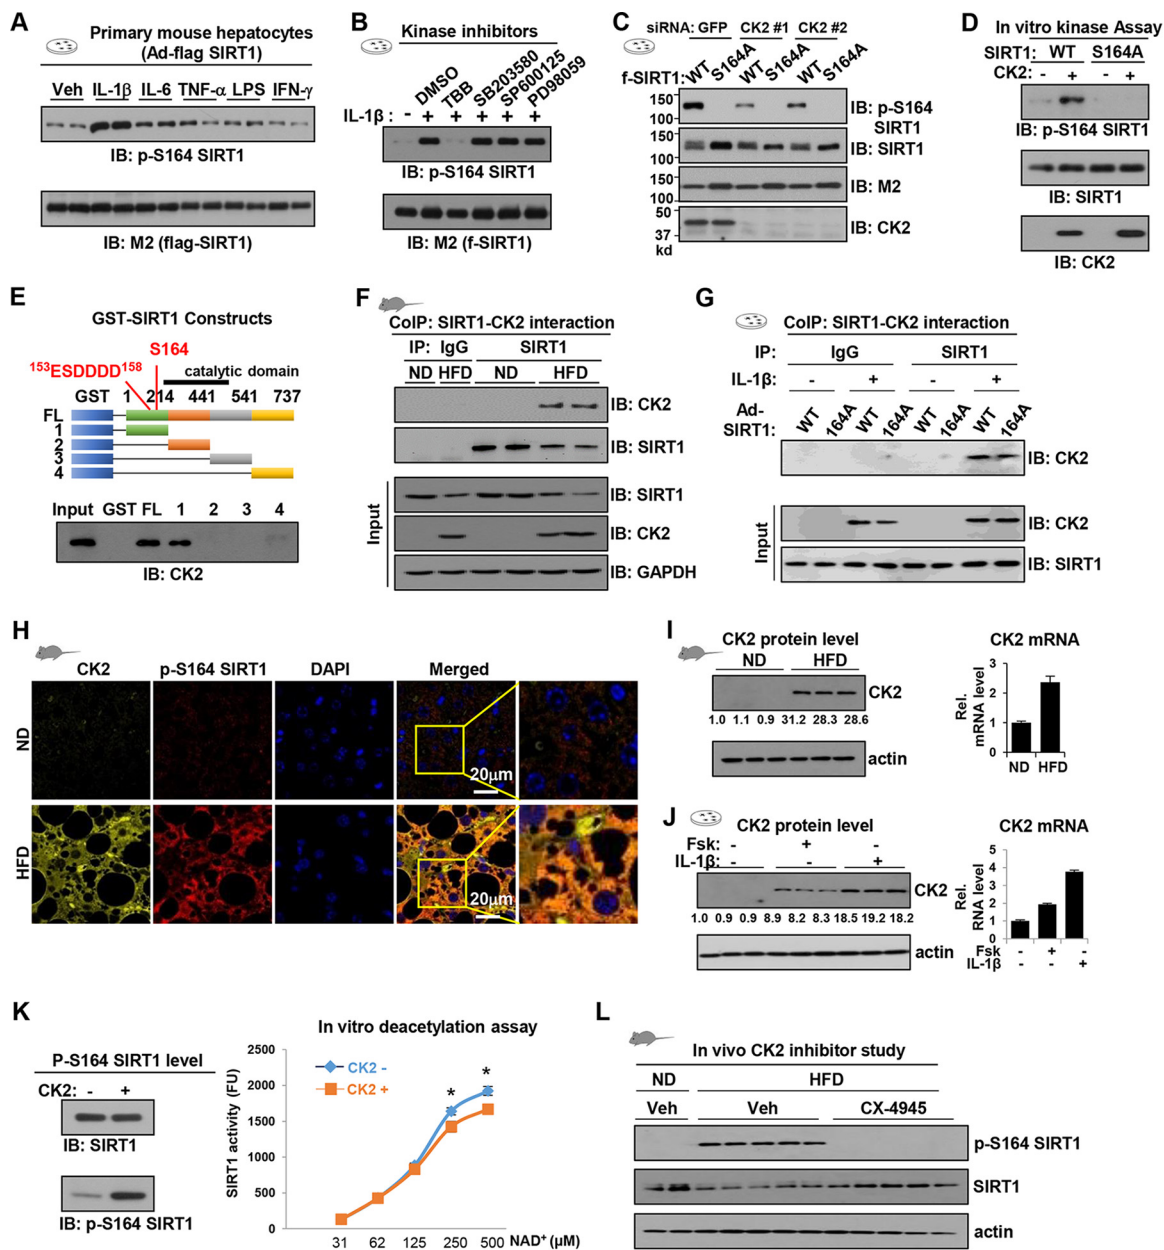 A
Primary mouse hepatocytes
(Ad-flag SIRT1)
Veh IL-1β IL-6 TNF-α LPS IFN-γ
IB: p-S164 SIRT1
IB: M2 (flag-SIRT1)
B
Kinase inhibitors
DMSO TBB SB203580 SP600125 PD98059
IL-1β : - + + + + +
IB: p-S164 SIRT1
IB: M2 (f-SIRT1)
C
siRNA: GFP CK2 #1 CK2 #2
f-SIRT1: WT S164A WT S164A WT S164A
150
100
IB: p-S164
SIRT1
150
100
IB: SIRT1
150
100
IB: M2
50
37
kd
IB: CK2
D
In vitro kinase Assay
SIRT1: WT S164A
CK2: - + - +
IB: p-S164 SIRT1
IB: SIRT1
IB: CK2
E
GST-SIRT1 Constructs
S164
153ESDDDD158
catalytic domain
GST 1 214 441 541 737
FL
1
2
3
4
Input GST FL 1 2 3 4
IB: CK2
F
CoIP: SIRT1-CK2 interaction
IP: IgG SIRT1
ND HFD ND HFD
IB: CK2
IB: SIRT1
Input
IB: SIRT1
IB: CK2
IB: GAPDH
G
CoIP: SIRT1-CK2 interaction
IP: IgG SIRT1
IL-1β: - + - +
Ad-
SIRT1: WT 164A WT 164A WT 164A WT 164A
IB: CK2
Input
IB: CK2
IB: SIRT1
H
CK2 p-S164 SIRT1 DAPI Merged
ND
20μm
HFD
20μm
I
CK2 protein level
ND HFD
CK2
1.0 1.1 0.9 31.2 28.3 28.6
actin
CK2 mRNA
Rel.
mRNA level
3
2
1
0
ND HFD
J
CK2 protein level
Fsk: - + -
IL-1β: - - +
CK2
1.0 0.9 0.9 8.9 8.2 8.3 18.5 19.2 18.2
actin
CK2 mRNA
Rel.
RNA level
5
4
3
2
1
0
Fsk - + -
IL-1β - - +
K
P-S164 SIRT1 level
CK2: - +
IB: SIRT1
IB: p-S164 SIRT1
In vitro deacetylation assay
SIRT1 activity (FU)
2500
2000
1500
1000
500
0
CK2 -
CK2 +
* *
31 62 125 250 500 NAD+ (μM)
L
In vivo CK2 inhibitor study
ND HFD
Veh Veh CX-4945
p-S164 SIRT1
SIRT1
actin